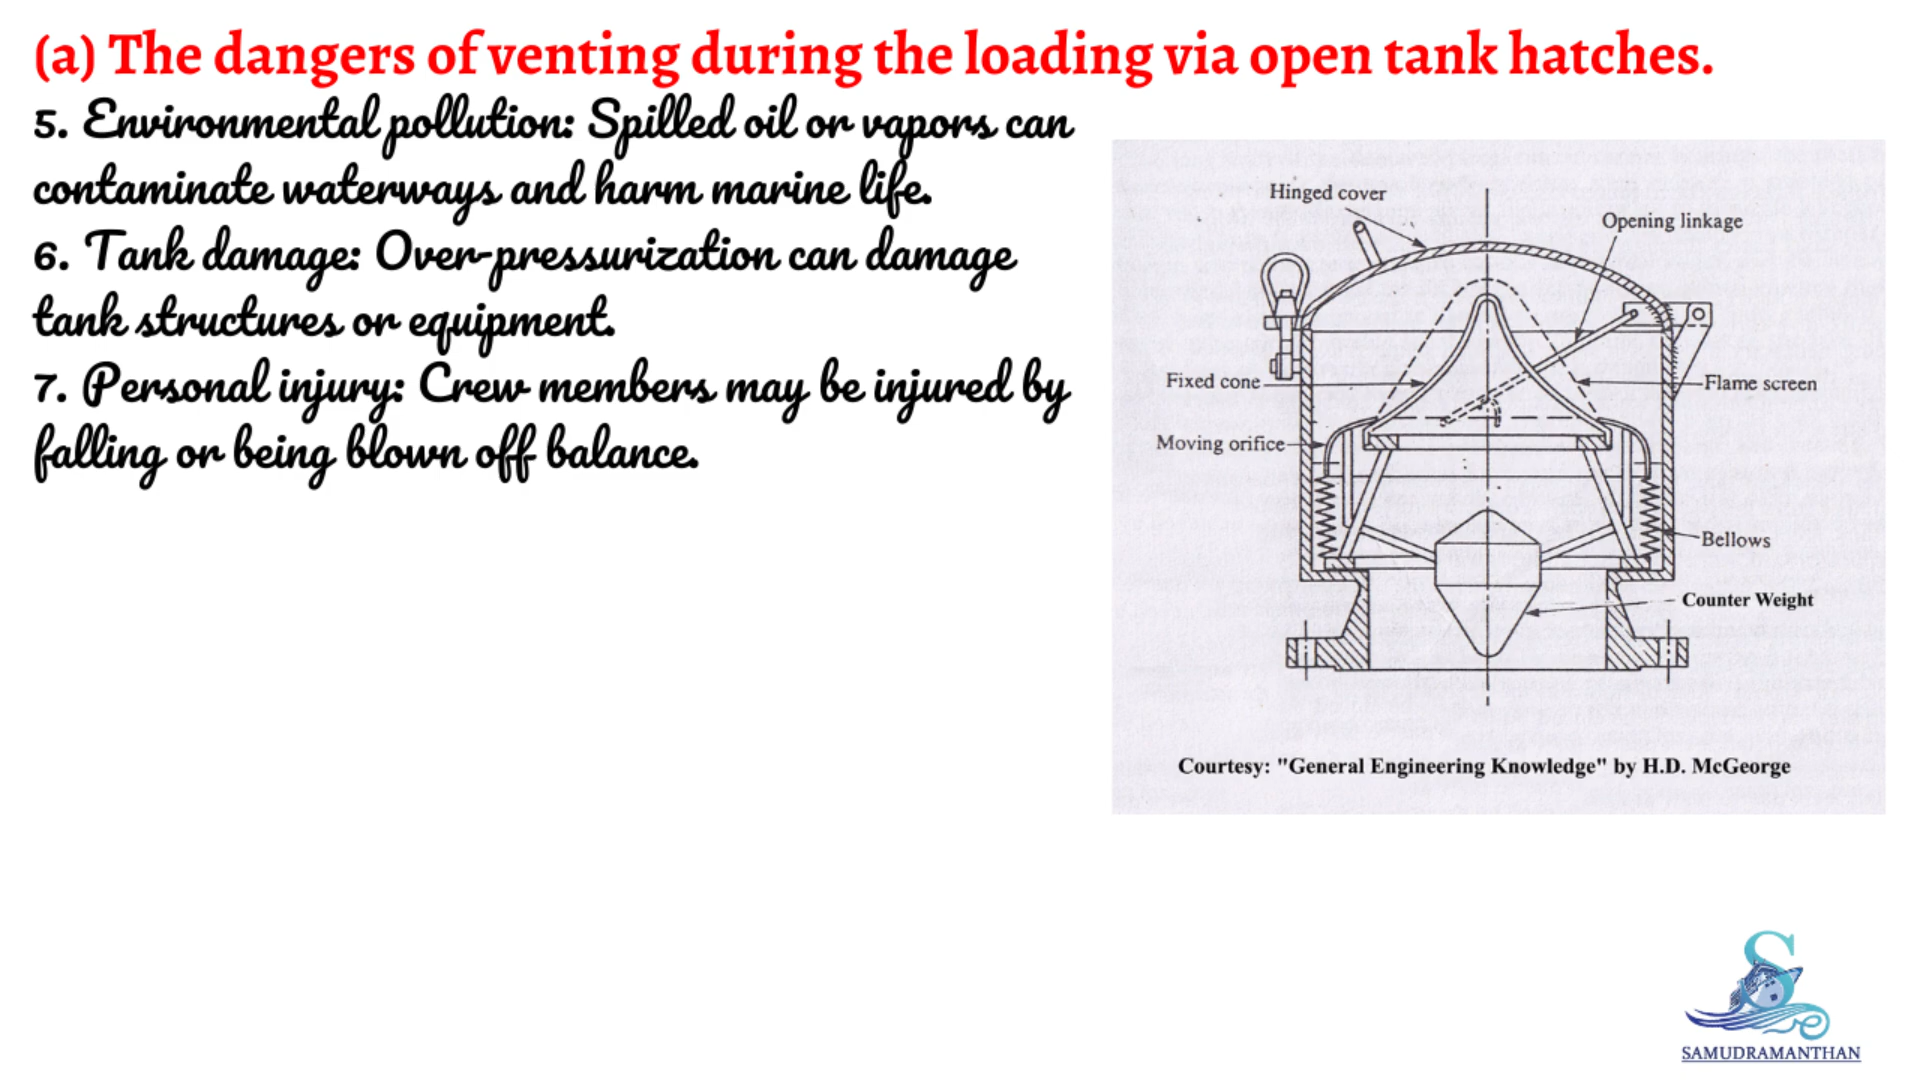 (a) The dangers of venting during the loading via open tank hatches.
5. Environmental pollution: Spilled oil or vapors can
contaminate waterways and harm marine life.
6. Tank damage: Over-pressurization can damage
tank structures or equipment.
7. Personal injury: Crew members may be injured by
falling or being blown off balance.
Hinged cover
Opening linkage
Fixed cone
Flame screen
Moving orifice
Bellows
Counter Weight
Courtesy: "General Engineering Knowledge" by H.D. McGeorge
SAMUDRAMANTHAN